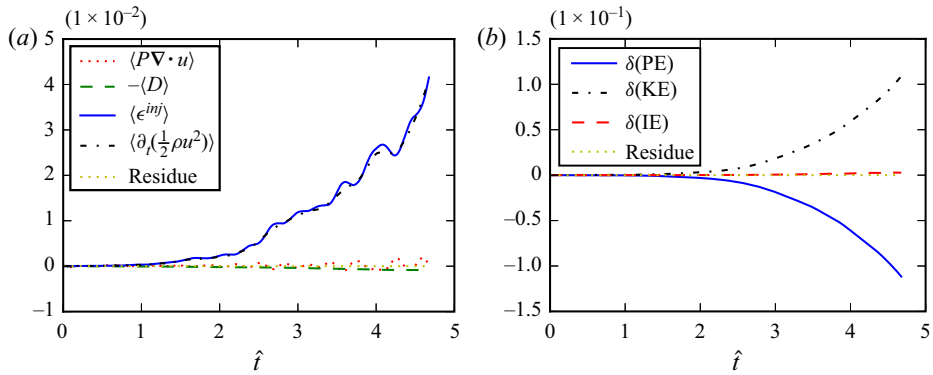 (1 × 10⁻²)
(a)
5
4
3
2
1
0
–1
⟨P∇ · u⟩
–⟨D⟩
⟨ϵ^{inj}⟩
⟨∂_t(½ρu²)⟩
Residue
0 1 2 3 4 5
t̂
(1 × 10⁻¹)
(b)
1.5
1.0
0.5
0
–0.5
–1.0
–1.5
δ(PE)
δ(KE)
δ(IE)
Residue
0 1 2 3 4 5
t̂